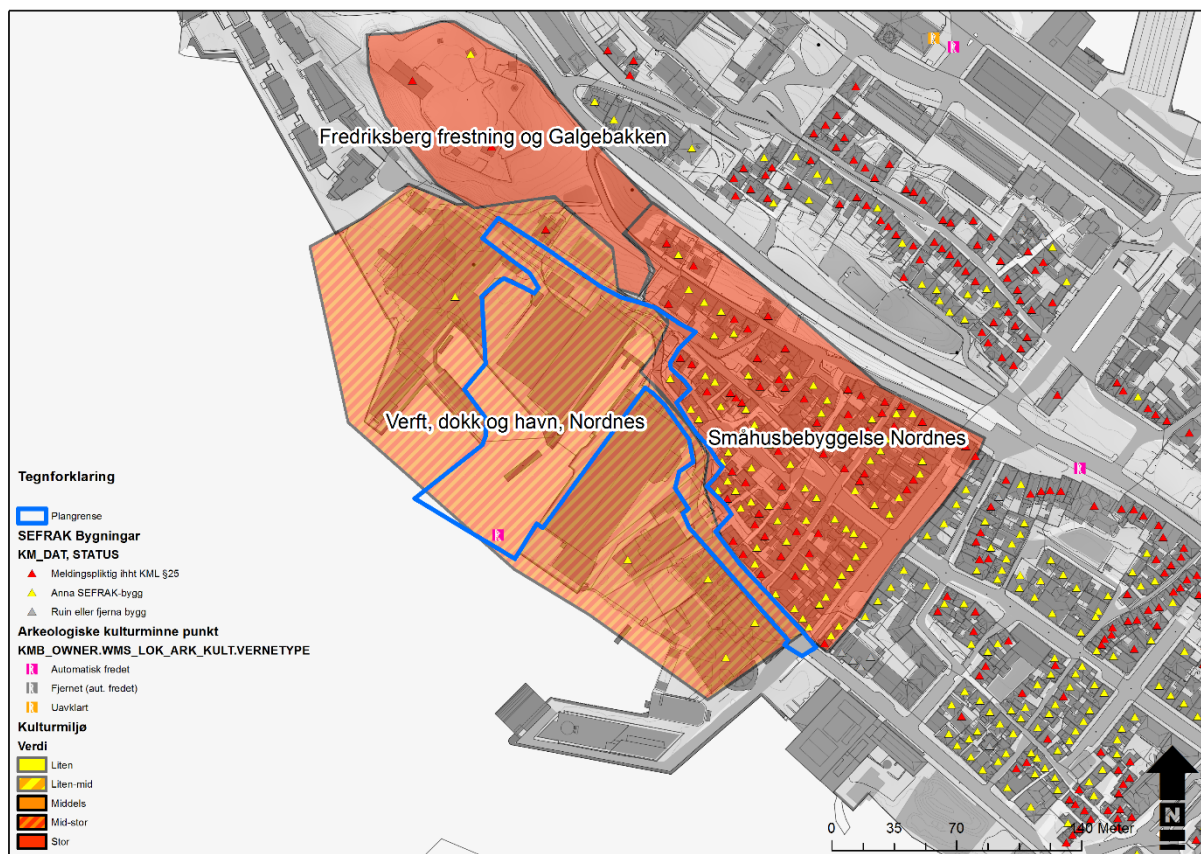 Fredriksberg frestning og Galgebakken
Verft, dokk og havn, Nordnes
Småhusbebyggelse Nordnes
Tegnforklaring
Plangrense
SEFRAK Bygningar
KM_DAT, STATUS
Meldingspliktig ihht KML §25
Anna SEFRAK-bygg
Ruin eller fjerna bygg
Arkeologiske kulturminne punkt
KMB_OWNER.WMS_LOK_ARK_KULT.VERNETYPE
Automatisk fredet
Fjernet (aut. fredet)
Uavklart
Kulturmiljø
Verdi
Liten
Liten-mid
Middels
Mid-stor
Stor
0 35 70 140 Meter
N